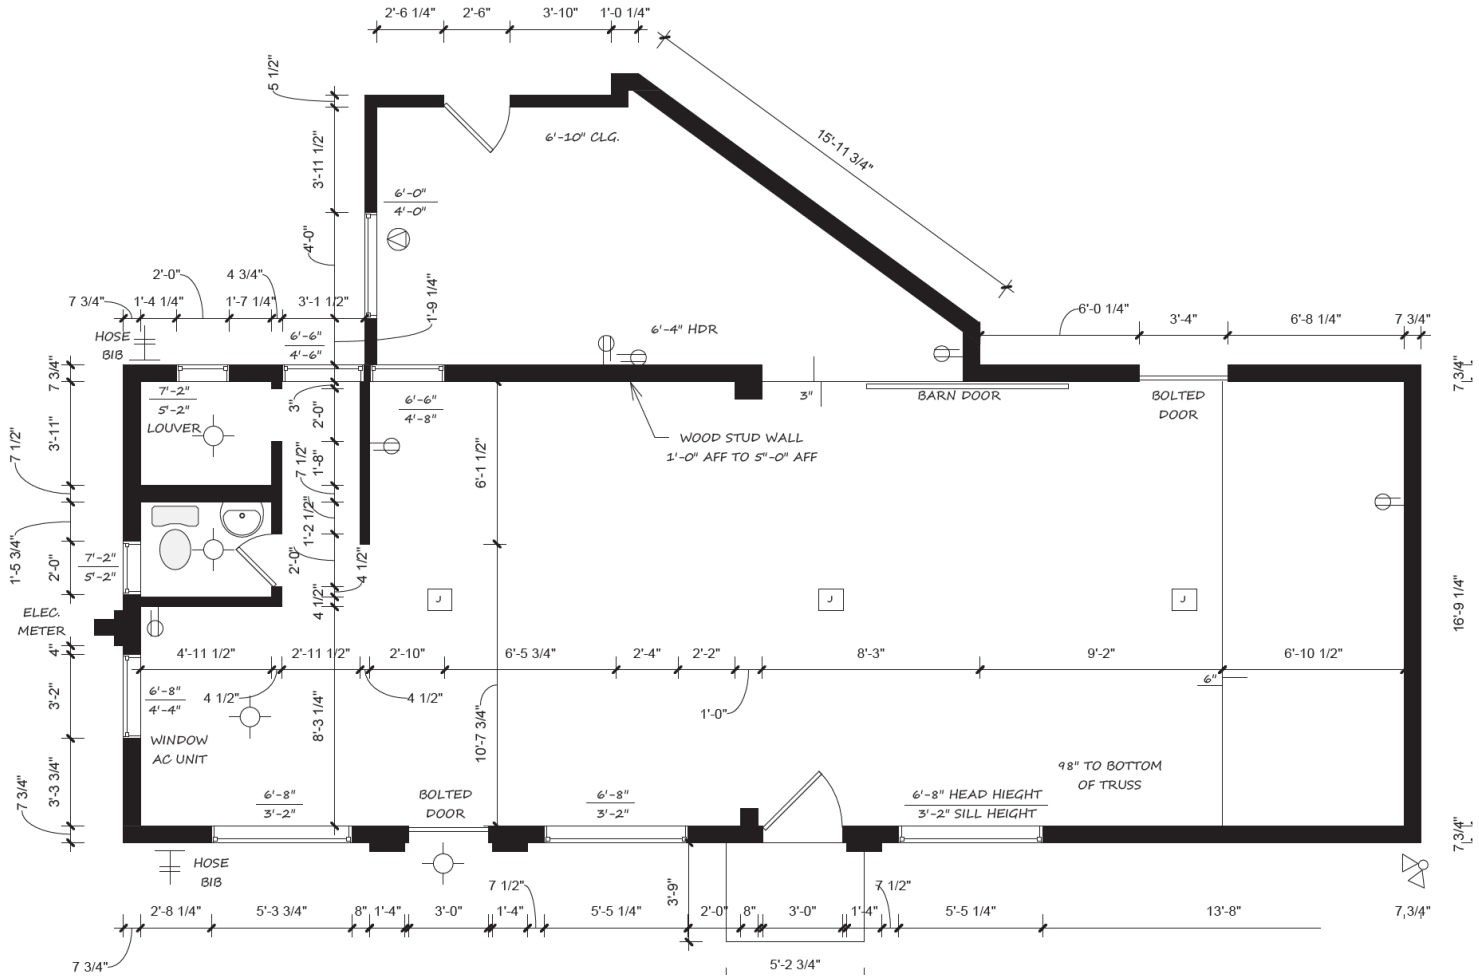 2'-6 1/4" 2'-6" 3'-10" 1'-0 1/4"
5 1/2"
6'-10" CLG.
15'-11 3/4"
3'-11 1/2"
6'-0"
4'-0"
4'-0"
2'-0" 4 3/4"
7 3/4" 1'-4 1/4" 1'-7 1/4" 3'-1 1/2"
1'-9 1/4"
6'-0 1/4" 3'-4" 6'-8 1/4" 7 3/4"
HOSE
BIB
6'-6"
4'-6"
6'-4" HDR
7 3/4"
7 3/4"
7'-2"
5'-2"
LOUVER
3"
2'-0"
6'-6"
4'-8"
3"
BARN DOOR
BOLTED
DOOR
7 1/2"
3'-11"
7 1/2"
1'-8"
6'-1 1/2"
WOOD STUD WALL
1'-0" AFF TO 5"-0" AFF
1'-2 1/2"
1'-5 3/4"
2'-0"
7'-2"
5'-2"
2'-0"
4 1/2"
4 1/2"
J
J
J
16'-9 1/4"
ELEC.
METER
4"
4'-11 1/2" 2'-11 1/2" 2'-10" 6'-5 3/4" 2'-4" 2'-2" 8'-3" 9'-2" 6'-10 1/2"
3'-2"
6'-8"
4'-4"
4 1/2"
4 1/2"
1'-0"
6"
8'-3 1/4"
10'-7 3/4"
WINDOW
AC UNIT
3'-3 3/4"
7 3/4"
98" TO BOTTOM
OF TRUSS
6'-8"
3'-2"
BOLTED
DOOR
6'-8"
3'-2"
6'-8" HEAD HIEGHT
3'-2" SILL HEIGHT
7 3/4"
HOSE
BIB
7 1/2"
3'-9"
7 1/2"
2'-8 1/4" 5'-3 3/4" 8" 1'-4" 3'-0" 1'-4" 5'-5 1/4" 2'-0" 8" 3'-0" 1'-4" 5'-5 1/4" 13'-8" 7 3/4"
7 3/4"
5'-2 3/4"